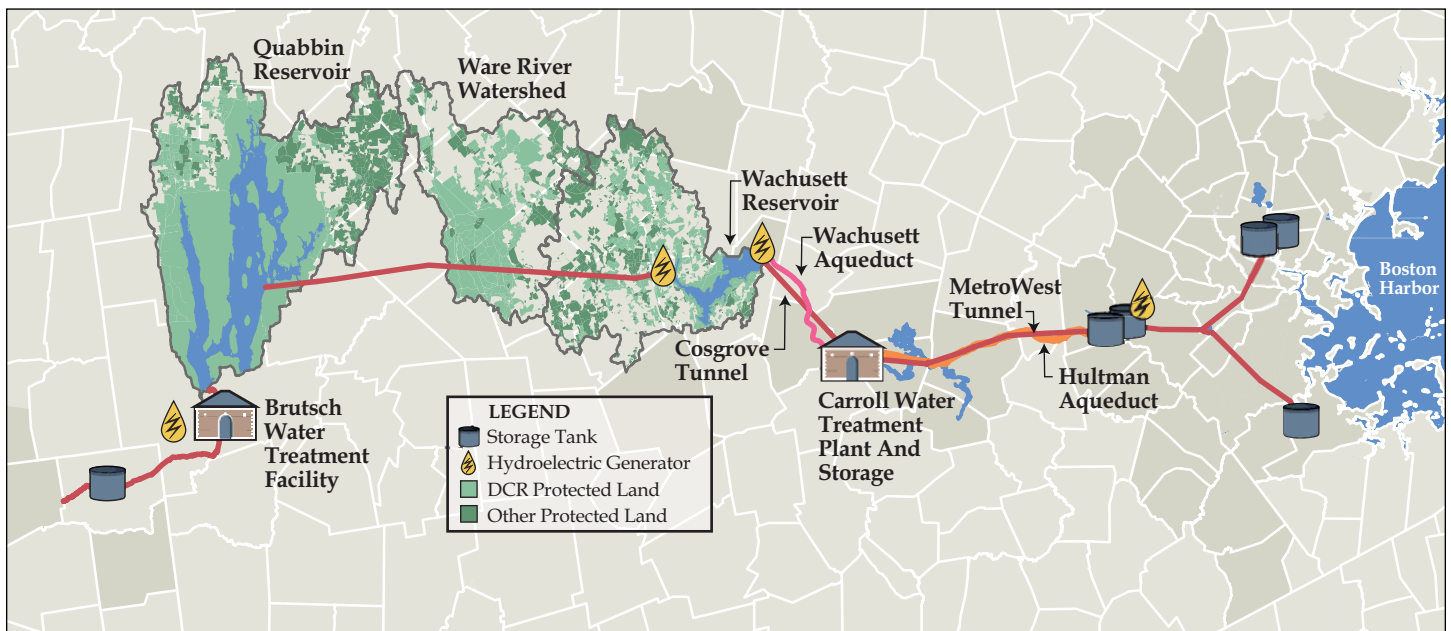 Quabbin
Reservoir
Ware River
Watershed
Wachusett
Reservoir
Wachusett
Aqueduct
MetroWest
Tunnel
Boston
Harbor
Cosgrove
Tunnel
Hultman
Aqueduct
Carroll Water
Treatment
Plant And
Storage
Brutsch
Water
Treatment
Facility
LEGEND
Storage Tank
Hydroelectric Generator
DCR Protected Land
Other Protected Land